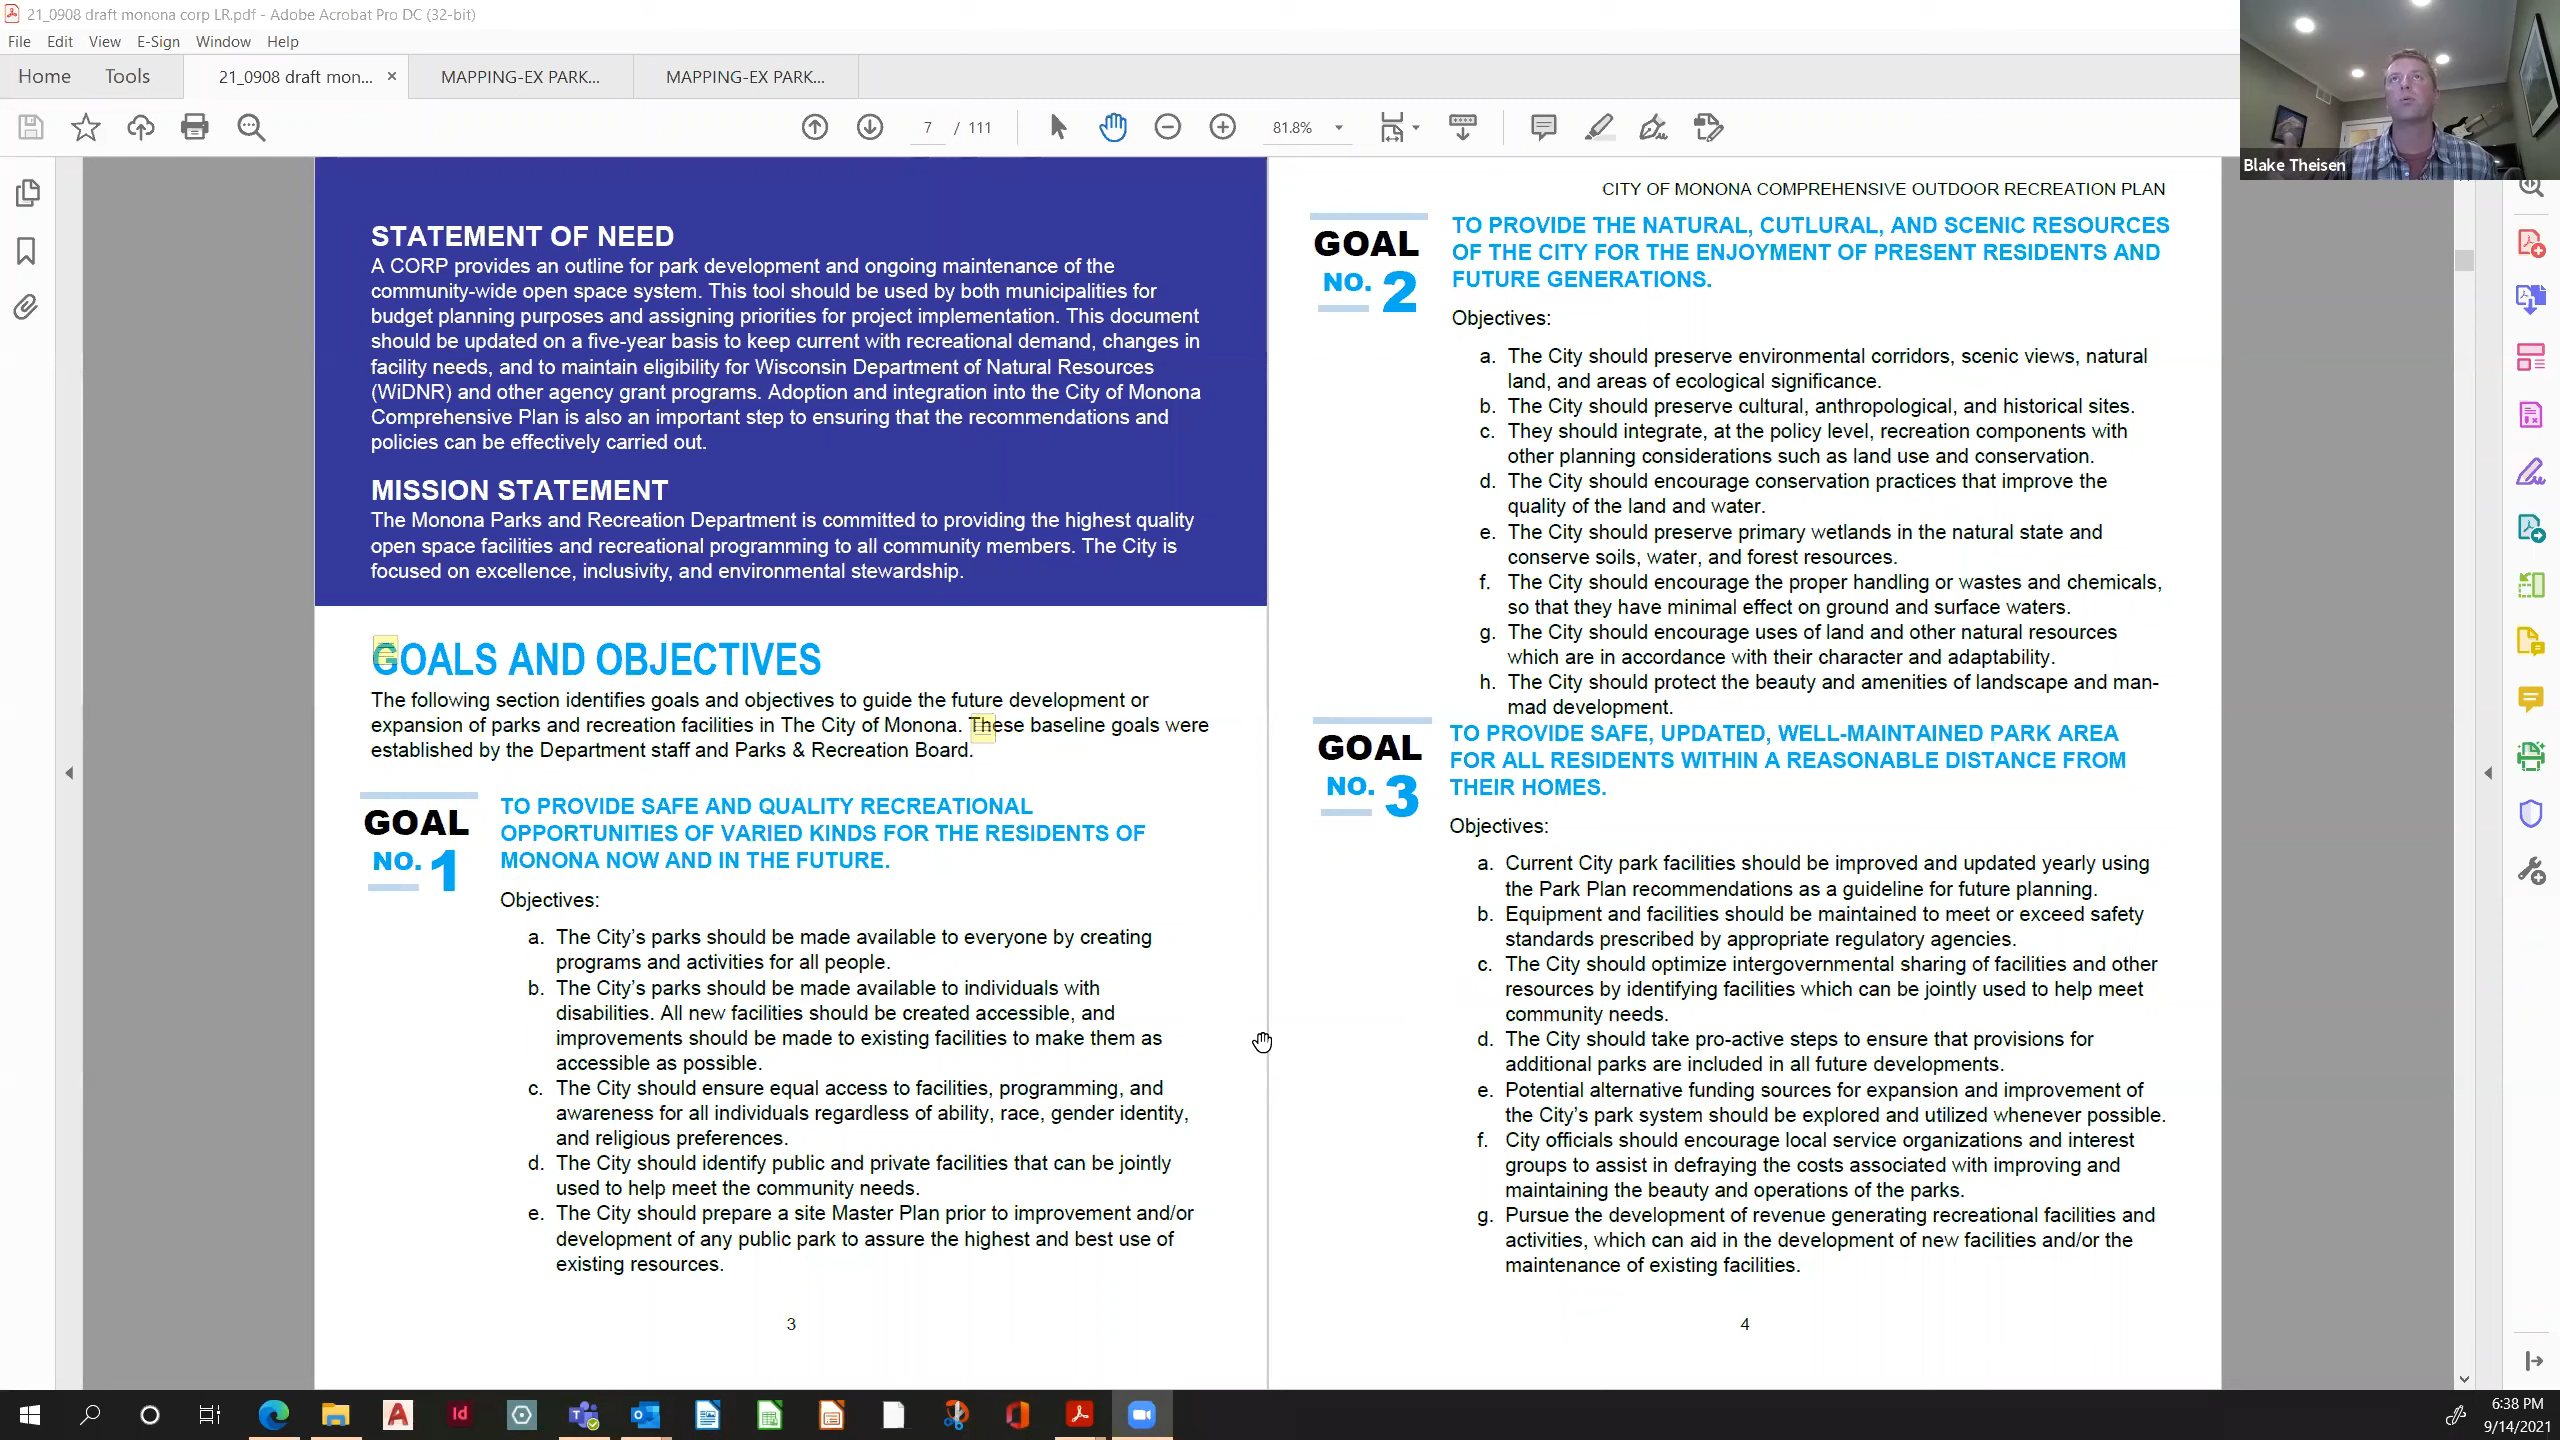 21_0908 draft monona corp LR.pdf - Adobe Acrobat Pro DC (32-bit)
File Edit View E-Sign Window Help
Home Tools 21_0908 draft mon... × MAPPING-EX PARK... MAPPING-EX PARK...
7 / 111 81.8%
Blake Theisen
STATEMENT OF NEED
A CORP provides an outline for park development and ongoing maintenance of the
community-wide open space system. This tool should be used by both municipalities for
budget planning purposes and assigning priorities for project implementation. This document
should be updated on a five-year basis to keep current with recreational demand, changes in
facility needs, and to maintain eligibility for Wisconsin Department of Natural Resources
(WiDNR) and other agency grant programs. Adoption and integration into the City of Monona
Comprehensive Plan is also an important step to ensuring that the recommendations and
policies can be effectively carried out.
MISSION STATEMENT
The Monona Parks and Recreation Department is committed to providing the highest quality
open space facilities and recreational programming to all community members. The City is
focused on excellence, inclusivity, and environmental stewardship.
GOALS AND OBJECTIVES
The following section identifies goals and objectives to guide the future development or
expansion of parks and recreation facilities in The City of Monona. These baseline goals were
established by the Department staff and Parks & Recreation Board.
GOAL
NO. 1
TO PROVIDE SAFE AND QUALITY RECREATIONAL
OPPORTUNITIES OF VARIED KINDS FOR THE RESIDENTS OF
MONONA NOW AND IN THE FUTURE.
Objectives:
a. The City's parks should be made available to everyone by creating
programs and activities for all people.
b. The City's parks should be made available to individuals with
disabilities. All new facilities should be created accessible, and
improvements should be made to existing facilities to make them as
accessible as possible.
c. The City should ensure equal access to facilities, programming, and
awareness for all individuals regardless of ability, race, gender identity,
and religious preferences.
d. The City should identify public and private facilities that can be jointly
used to help meet the community needs.
e. The City should prepare a site Master Plan prior to improvement and/or
development of any public park to assure the highest and best use of
existing resources.
3
CITY OF MONONA COMPREHENSIVE OUTDOOR RECREATION PLAN
GOAL
NO. 2
TO PROVIDE THE NATURAL, CUTLURAL, AND SCENIC RESOURCES
OF THE CITY FOR THE ENJOYMENT OF PRESENT RESIDENTS AND
FUTURE GENERATIONS.
Objectives:
a. The City should preserve environmental corridors, scenic views, natural
land, and areas of ecological significance.
b. The City should preserve cultural, anthropological, and historical sites.
c. They should integrate, at the policy level, recreation components with
other planning considerations such as land use and conservation.
d. The City should encourage conservation practices that improve the
quality of the land and water.
e. The City should preserve primary wetlands in the natural state and
conserve soils, water, and forest resources.
f. The City should encourage the proper handling or wastes and chemicals,
so that they have minimal effect on ground and surface waters.
g. The City should encourage uses of land and other natural resources
which are in accordance with their character and adaptability.
h. The City should protect the beauty and amenities of landscape and man-
mad development.
GOAL
NO. 3
TO PROVIDE SAFE, UPDATED, WELL-MAINTAINED PARK AREA
FOR ALL RESIDENTS WITHIN A REASONABLE DISTANCE FROM
THEIR HOMES.
Objectives:
a. Current City park facilities should be improved and updated yearly using
the Park Plan recommendations as a guideline for future planning.
b. Equipment and facilities should be maintained to meet or exceed safety
standards prescribed by appropriate regulatory agencies.
c. The City should optimize intergovernmental sharing of facilities and other
resources by identifying facilities which can be jointly used to help meet
community needs.
d. The City should take pro-active steps to ensure that provisions for
additional parks are included in all future developments.
e. Potential alternative funding sources for expansion and improvement of
the City's park system should be explored and utilized whenever possible.
f. City officials should encourage local service organizations and interest
groups to assist in defraying the costs associated with improving and
maintaining the beauty and operations of the parks.
g. Pursue the development of revenue generating recreational facilities and
activities, which can aid in the development of new facilities and/or the
maintenance of existing facilities.
4
6:38 PM
9/14/2021